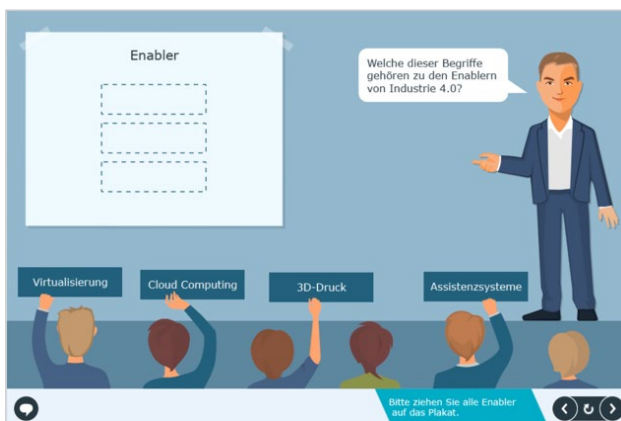 Enabler
Welche dieser Begriffe
gehören zu den Enablern
von Industrie 4.0?
Virtualisierung
Cloud Computing
3D-Druck
Assistenzsysteme
Bitte ziehen Sie alle Enabler
auf das Plakat.